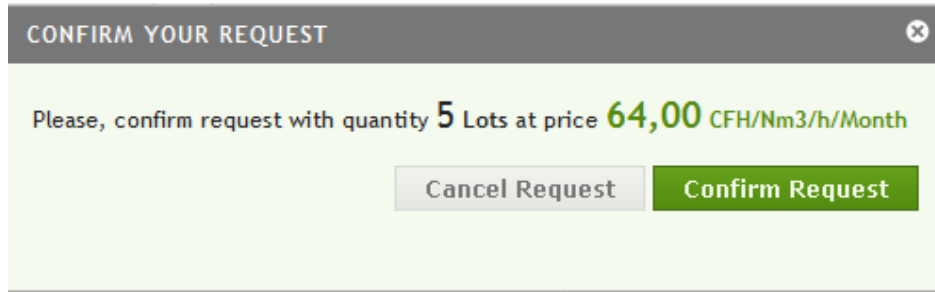 CONFIRM YOUR REQUEST
Please, confirm request with quantity 5 Lots at price 64,00 CFH/Nm3/h/Month
Cancel Request Confirm Request